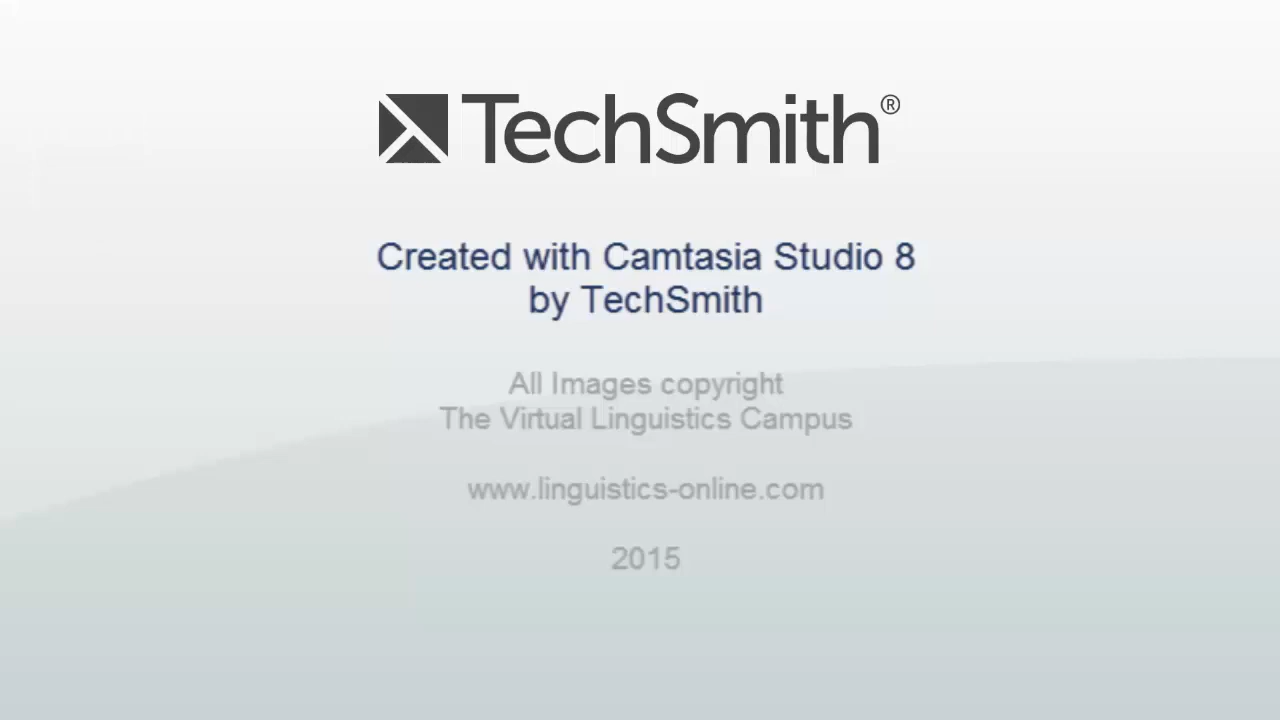 TechSmith®
Created with Camtasia Studio 8
by TechSmith
All Images copyright
The Virtual Linguistics Campus
www.linguistics-online.com
2015